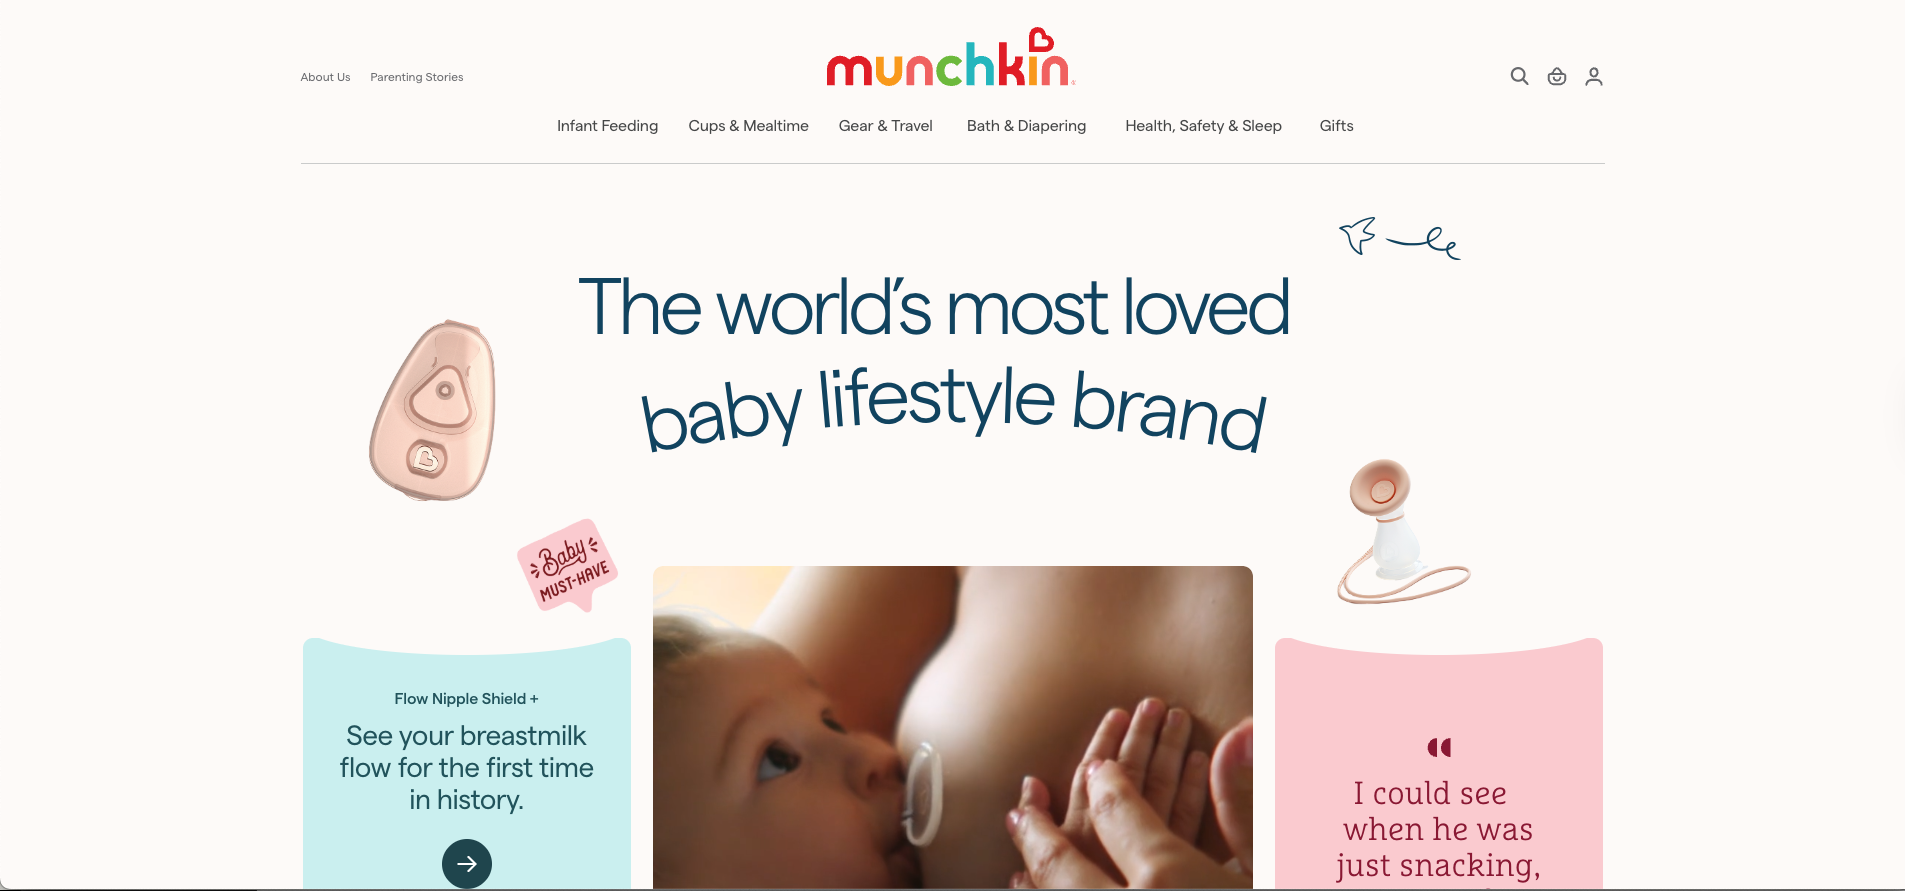 About Us
Parenting Stories
munchkin
Infant Feeding
Cups & Mealtime
Gear & Travel
Bath & Diapering
Health, Safety & Sleep
Gifts
The world's most loved
baby lifestyle brand
Baby
MUST-HAVE
Flow Nipple Shield +
See your breastmilk
flow for the first time
in history.
“
I could see
when he was
just snacking,